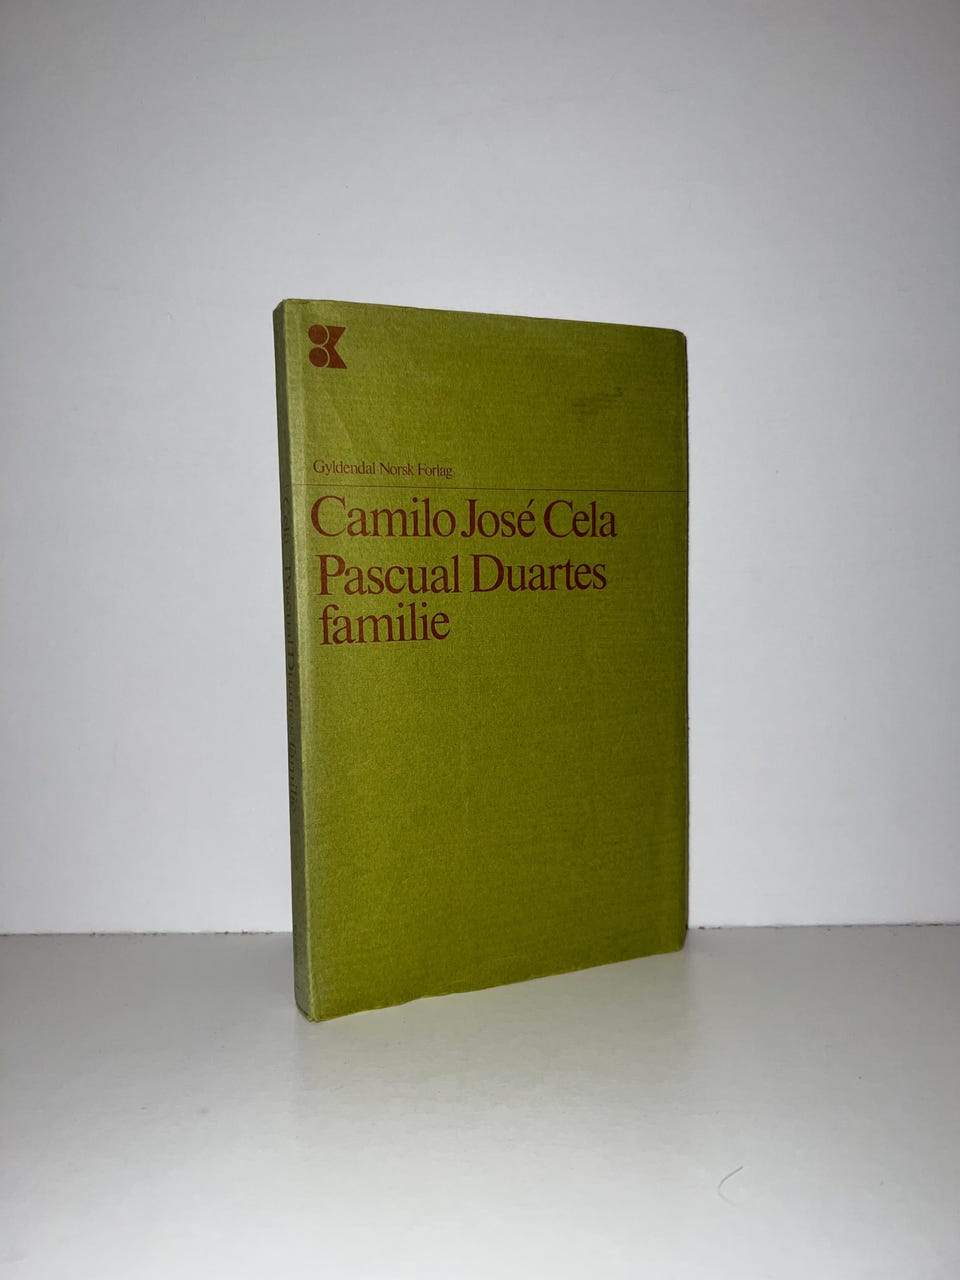 Gyldendal Norsk Forlag
Camilo José Cela
Pascual Duartes
familie